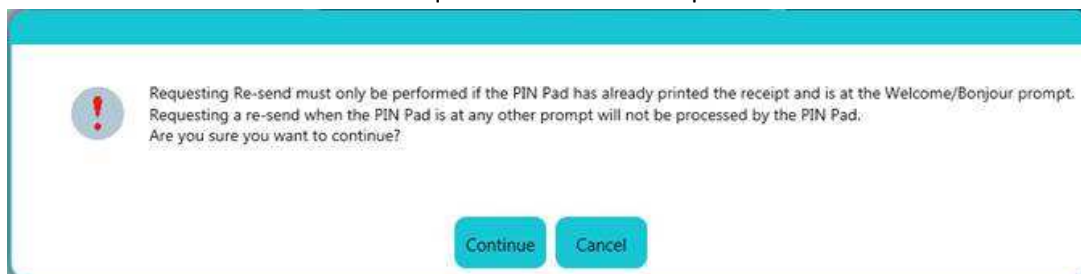 Requesting Re-send must only be performed if the PIN Pad has already printed the receipt and is at the Welcome/Bonjour prompt.
Requesting a re-send when the PIN Pad is at any other prompt will not be processed by the PIN Pad.
Are you sure you want to continue?
Continue Cancel